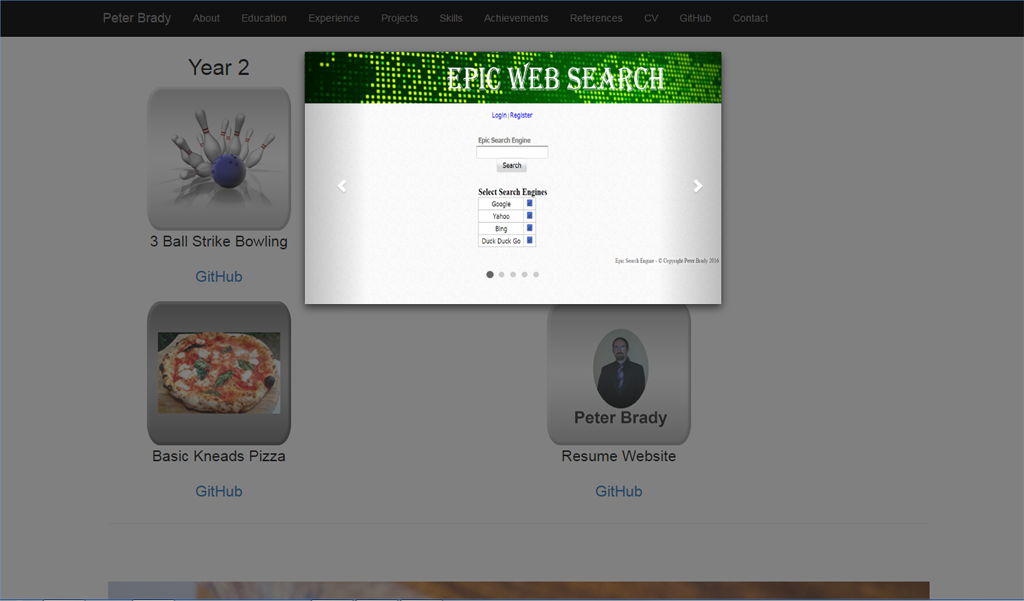 Peter Brady About Education Experience Projects Skills Achievements References CV GitHub Contact
Year 2
3 Ball Strike Bowling
GitHub
EPIC WEB SEARCH
Login | Register
Epic Search Engine
Search
Select Search Engines
Google
Yahoo
Bing
Duck Duck Go
Epic Search Engine - © Copyright Peter Brady 2016
Basic Kneads Pizza
GitHub
Peter Brady
Resume Website
GitHub